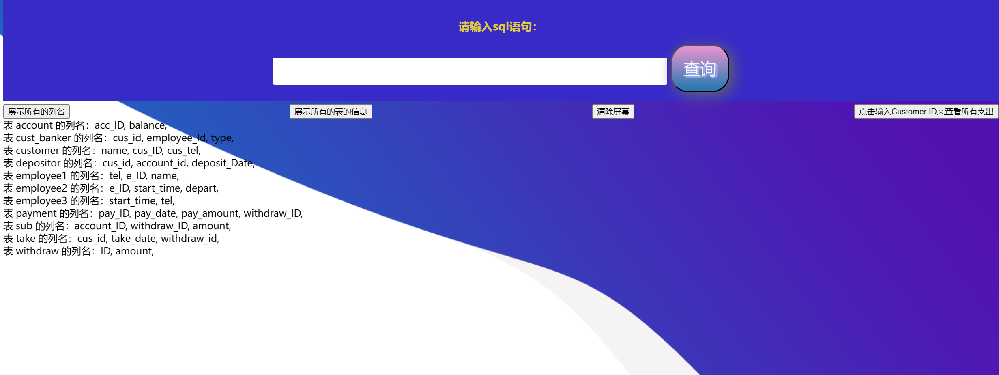 请输入sql语句：
查询
展示所有的列名 展示所有的表的信息 清除屏幕 点击输入Customer ID来查看所有支出
表 account 的列名：acc_ID, balance,
表 cust_banker 的列名：cus_id, employee_Id, type,
表 customer 的列名：name, cus_ID, cus_tel,
表 depositor 的列名：cus_id, account_id, deposit_Date,
表 employee1 的列名：tel, e_ID, name,
表 employee2 的列名：e_ID, start_time, depart,
表 employee3 的列名：start_time, tel,
表 payment 的列名：pay_ID, pay_date, pay_amount, withdraw_ID,
表 sub 的列名：account_ID, withdraw_ID, amount,
表 take 的列名：cus_id, take_date, withdraw_id,
表 withdraw 的列名：ID, amount,